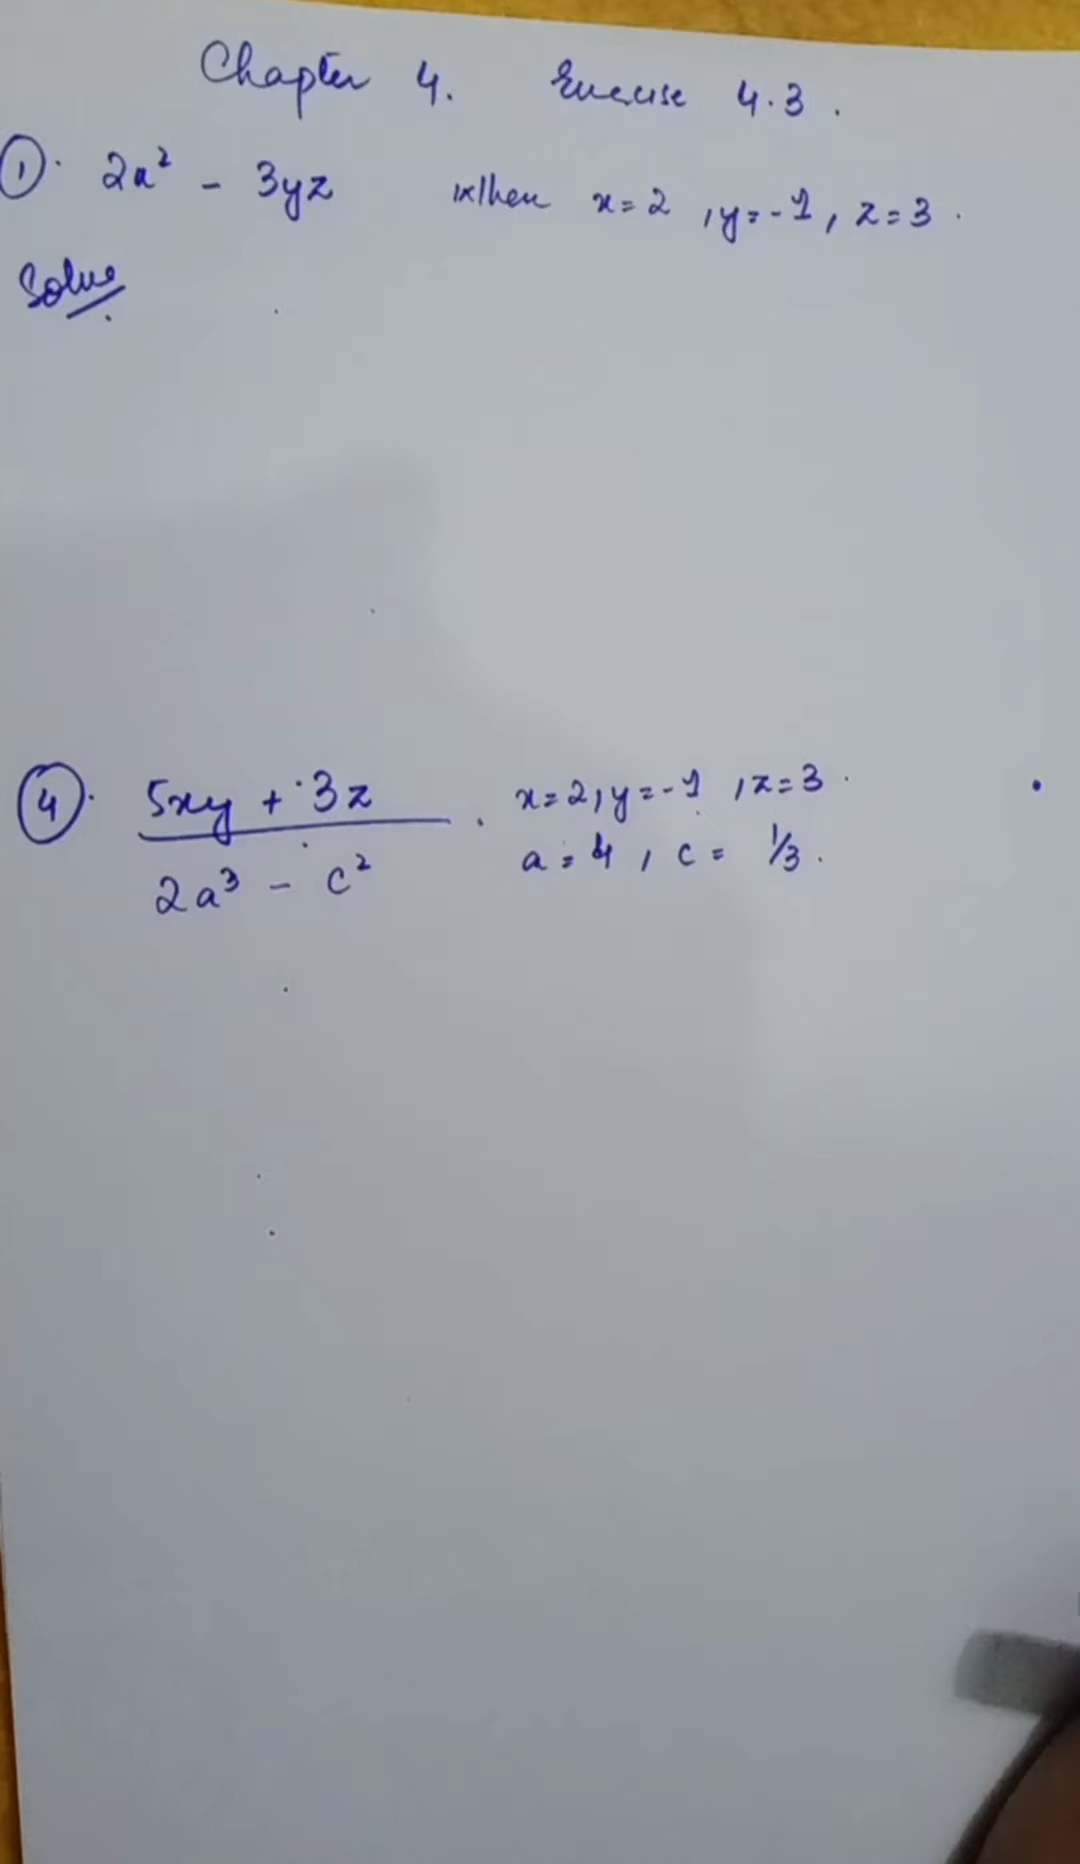 Chapter 4. Exercise 4.3.
①. 2x² - 3yz When x=2, y=-1, z=3.
Solve
④. 5xy + 3z x=2, y=-1, z=3.
2a³ - c² a=4, c= 1/3.